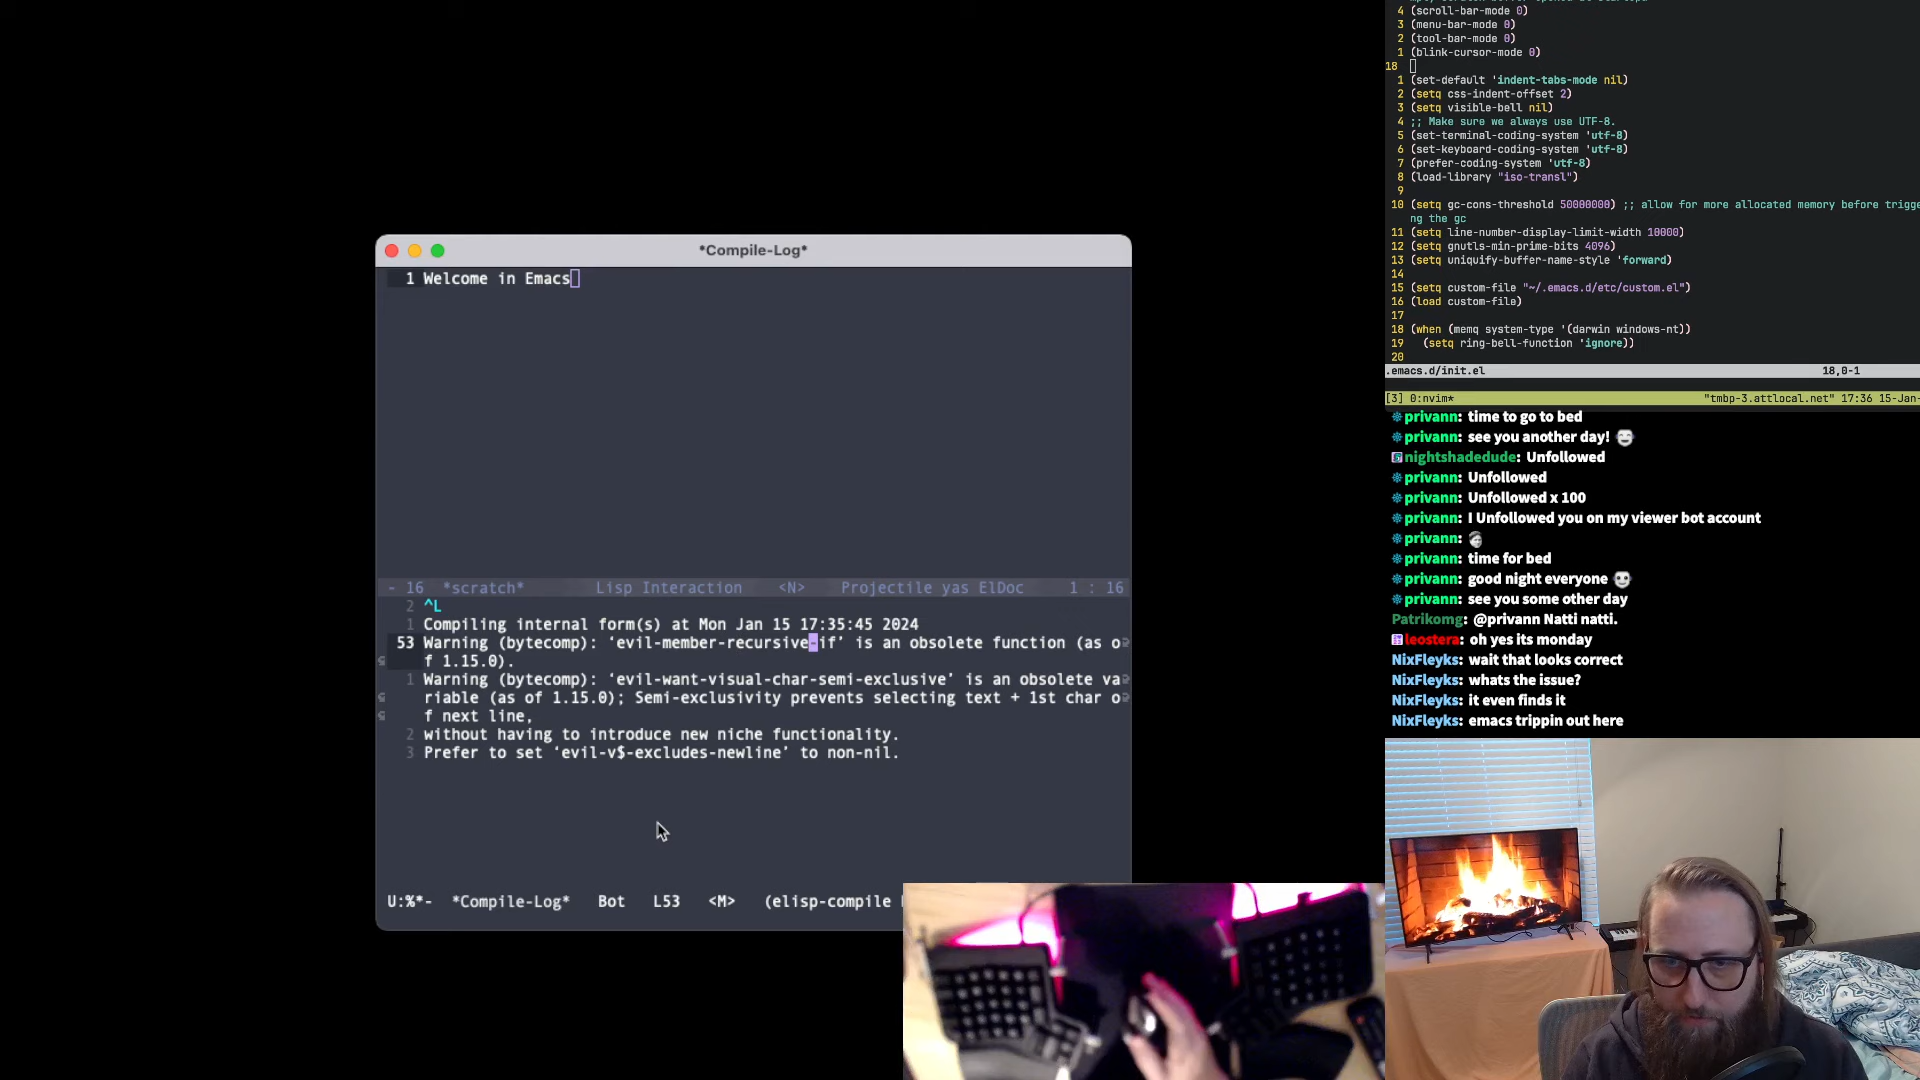 *Compile-Log*
1 Welcome in Emacs
- 16 *scratch* Lisp Interaction <N> Projectile yas ElDoc 1 : 16
2 ^L
1 Compiling internal form(s) at Mon Jan 15 17:35:45 2024
53 Warning (bytecomp): ‘evil-member-recursive-if’ is an obsolete function (as o
f 1.15.0).
1 Warning (bytecomp): ‘evil-want-visual-char-semi-exclusive’ is an obsolete va
riable (as of 1.15.0); Semi-exclusivity prevents selecting text + 1st char o
f next line,
2 without having to introduce new niche functionality.
3 Prefer to set ‘evil-v$-excludes-newline’ to non-nil.
U:%*- *Compile-Log* Bot L53 <M> (elisp-compile
4 (scroll-bar-mode 0)
3 (menu-bar-mode 0)
2 (tool-bar-mode 0)
1 (blink-cursor-mode 0)
18
1 (set-default 'indent-tabs-mode nil)
2 (setq css-indent-offset 2)
3 (setq visible-bell nil)
4 ;; Make sure we always use UTF-8.
5 (set-terminal-coding-system 'utf-8)
6 (set-keyboard-coding-system 'utf-8)
7 (prefer-coding-system 'utf-8)
8 (load-library "iso-transl")
9
10 (setq gc-cons-threshold 50000000) ;; allow for more allocated memory before trigge
ng the gc
11 (setq line-number-display-limit-width 10000)
12 (setq gnutls-min-prime-bits 4096)
13 (setq uniquify-buffer-name-style 'forward)
14
15 (setq custom-file "~/.emacs.d/etc/custom.el")
16 (load custom-file)
17
18 (when (memq system-type '(darwin windows-nt))
19 (setq ring-bell-function 'ignore))
20
.emacs.d/init.el 18,0-1
[3] 0:nvim* "tmbp-3.attlocal.net" 17:36 15-Jan-
privann: time to go to bed
privann: see you another day!
nightshadedude: Unfollowed
privann: Unfollowed
privann: Unfollowed x 100
privann: I Unfollowed you on my viewer bot account
privann:
privann: time for bed
privann: good night everyone
privann: see you some other day
Patrikomg: @privann Natti natti.
leostera: oh yes its monday
NixFleyks: wait that looks correct
NixFleyks: whats the issue?
NixFleyks: it even finds it
NixFleyks: emacs trippin out here